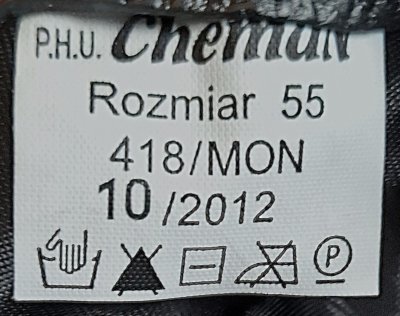 P.H.U. Cheman
Rozmiar 55
418/MON
10/2012
P